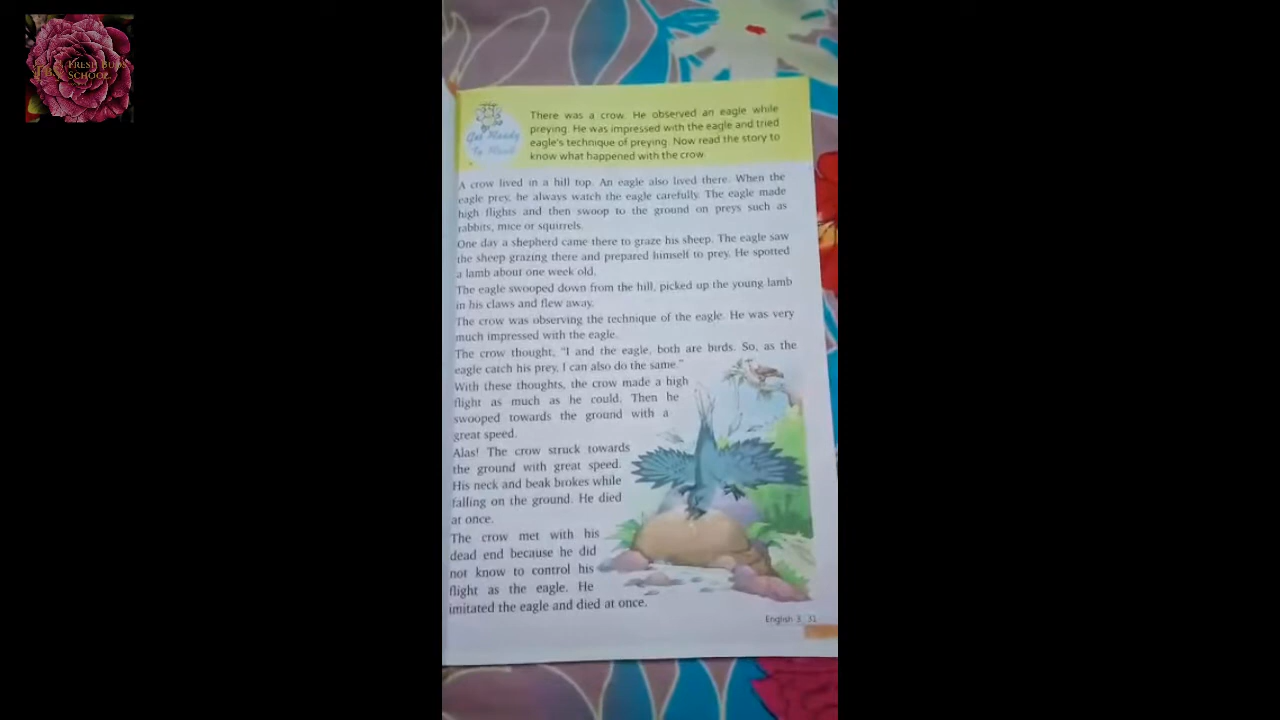 FRESH BUDS
SCHOOL.
Get Ready
To Read
There was a crow. He observed an eagle while
preying. He was impressed with the eagle and tried
eagle's technique of preying. Now read the story to
know what happened with the crow
A crow lived in a hill top. An eagle also lived there. When the
eagle prey, he always watch the eagle carefully. The eagle made
high flights and then swoop to the ground on preys such as
rabbits, mice or squirrels.
One day a shepherd came there to graze his sheep. The eagle saw
the sheep grazing there and prepared himself to prey. He spotted
a lamb about one week old.
The eagle swooped down from the hill, picked up the young lamb
in his claws and flew away.
The crow was observing the technique of the eagle. He was very
much impressed with the eagle.
The crow thought, "I and the eagle, both are birds. So, as the
eagle catch his prey, I can also do the same."
With these thoughts, the crow made a high
flight as much as he could. Then he
swooped towards the ground with a
great speed.
Alas! The crow struck towards
the ground with great speed.
His neck and beak brokes while
falling on the ground. He died
at once.
The crow met with his
dead end because he did
not know to control his
flight as the eagle. He
imitated the eagle and died at once.
English 3 31